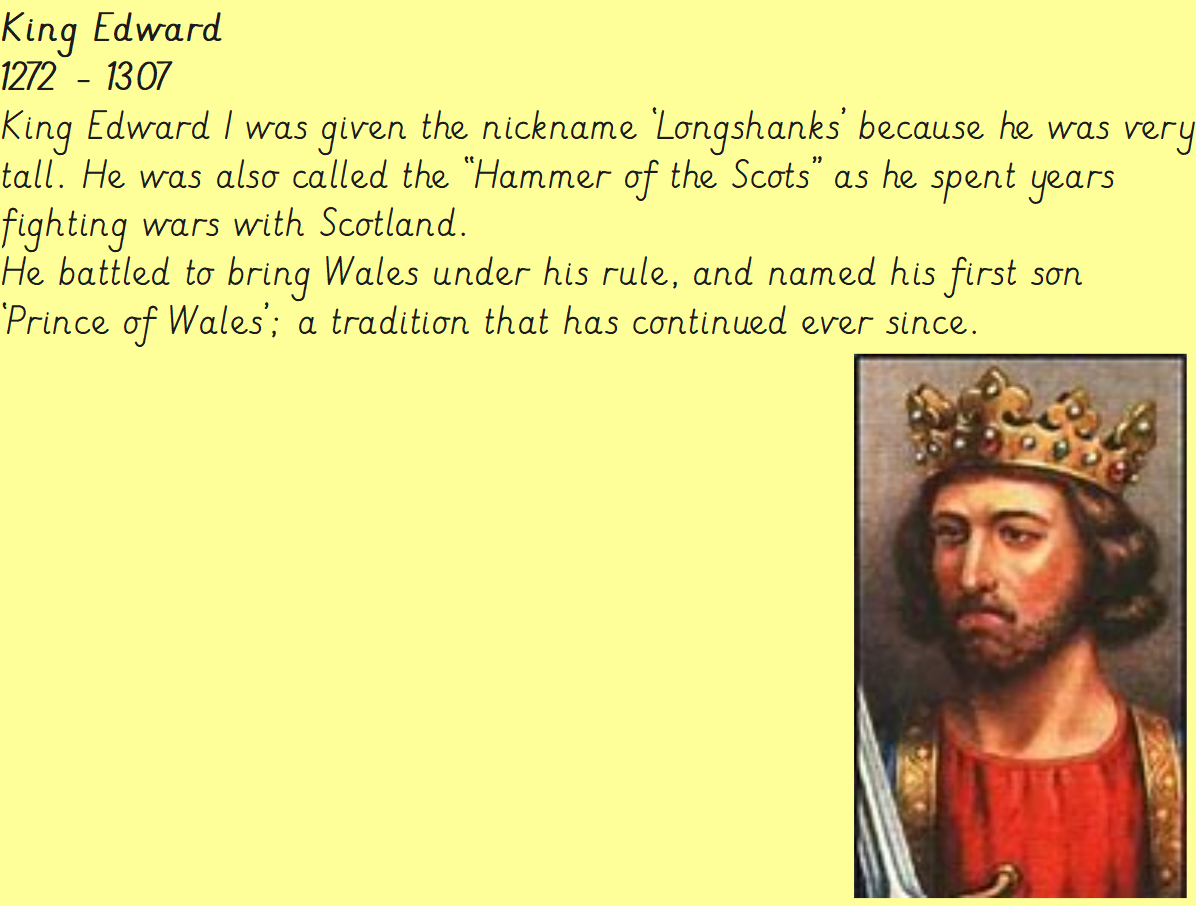 King Edward
1272 - 1307
King Edward I was given the nickname ‘Longshanks’ because he was very
tall. He was also called the “Hammer of the Scots” as he spent years
fighting wars with Scotland.
He battled to bring Wales under his rule, and named his first son
‘Prince of Wales’; a tradition that has continued ever since.